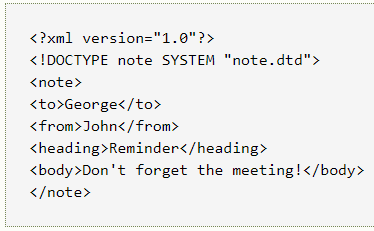 <?xml version="1.0"?>
<!DOCTYPE note SYSTEM "note.dtd">
<note>
<to>George</to>
<from>John</from>
<heading>Reminder</heading>
<body>Don't forget the meeting!</body>
</note>